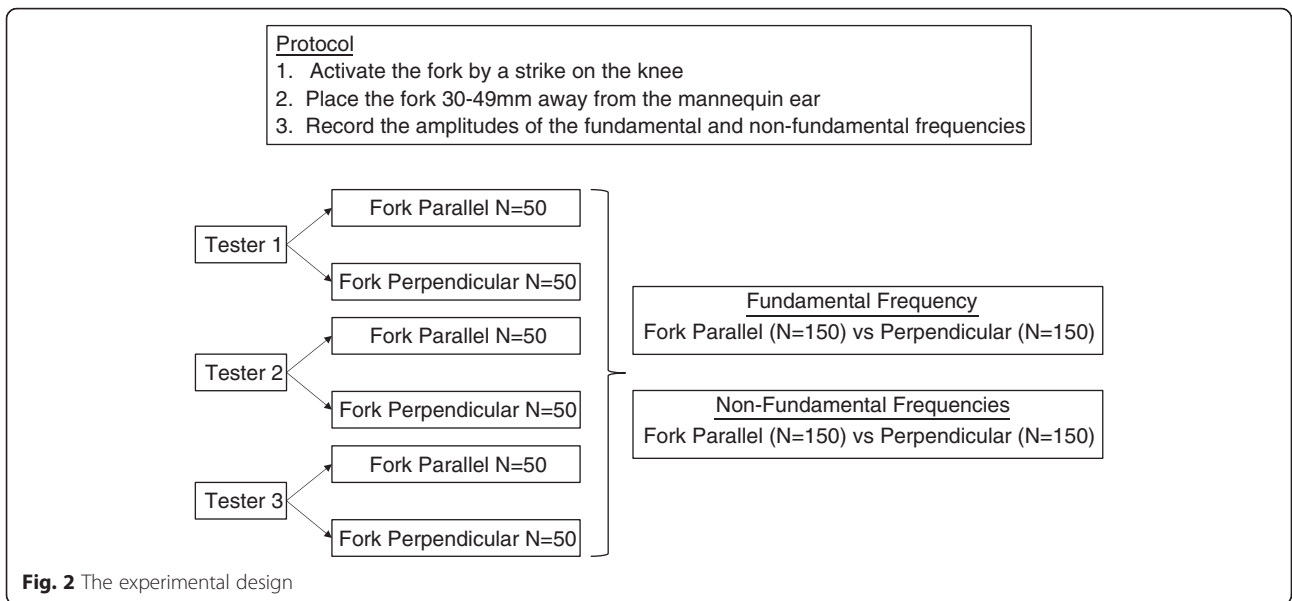 Protocol
1. Activate the fork by a strike on the knee
2. Place the fork 30-49mm away from the mannequin ear
3. Record the amplitudes of the fundamental and non-fundamental frequencies
Tester 1
Fork Parallel N=50
Fork Perpendicular N=50
Tester 2
Fork Parallel N=50
Fork Perpendicular N=50
Tester 3
Fork Parallel N=50
Fork Perpendicular N=50
Fundamental Frequency
Fork Parallel (N=150) vs Perpendicular (N=150)
Non-Fundamental Frequencies
Fork Parallel (N=150) vs Perpendicular (N=150)
Fig. 2 The experimental design